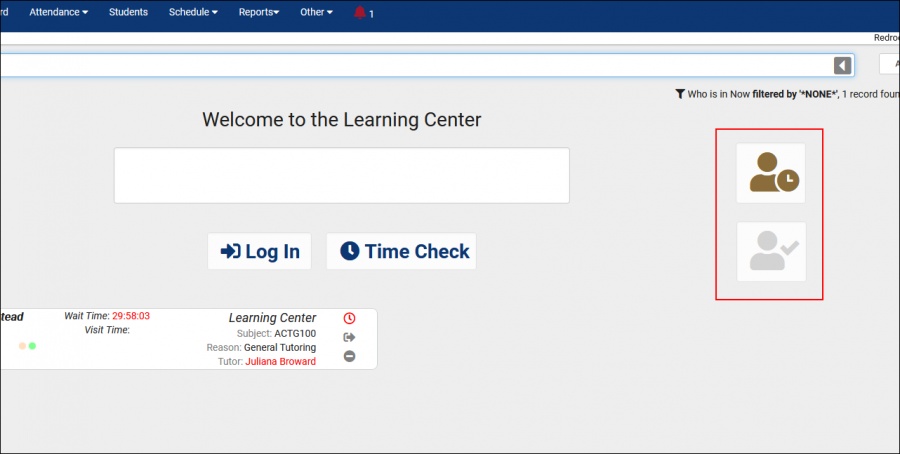 rd Attendance Students Schedule Reports Other 1
Redroc
A
Who is in Now filtered by '*NONE*', 1 record foun
Welcome to the Learning Center
Log In Time Check
tead Wait Time: 29:58:03 Learning Center
Visit Time: Subject: ACTG100
Reason: General Tutoring
Tutor: Juliana Broward